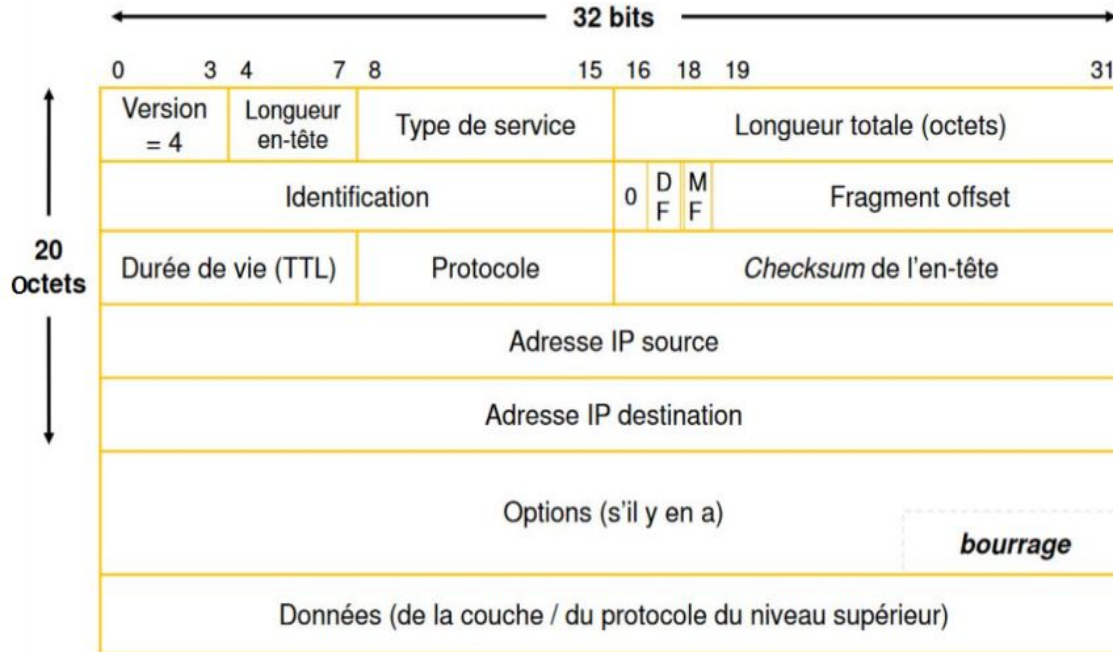 32 bits
0 3 4 7 8 15 16 18 19 31
Version = 4
Longueur en-tête
Type de service
Longueur totale (octets)
Identification
0
DF
MF
Fragment offset
20 Octets
Durée de vie (TTL)
Protocole
Checksum de l'en-tête
Adresse IP source
Adresse IP destination
Options (s'il y en a)
bourrage
Données (de la couche / du protocole du niveau supérieur)